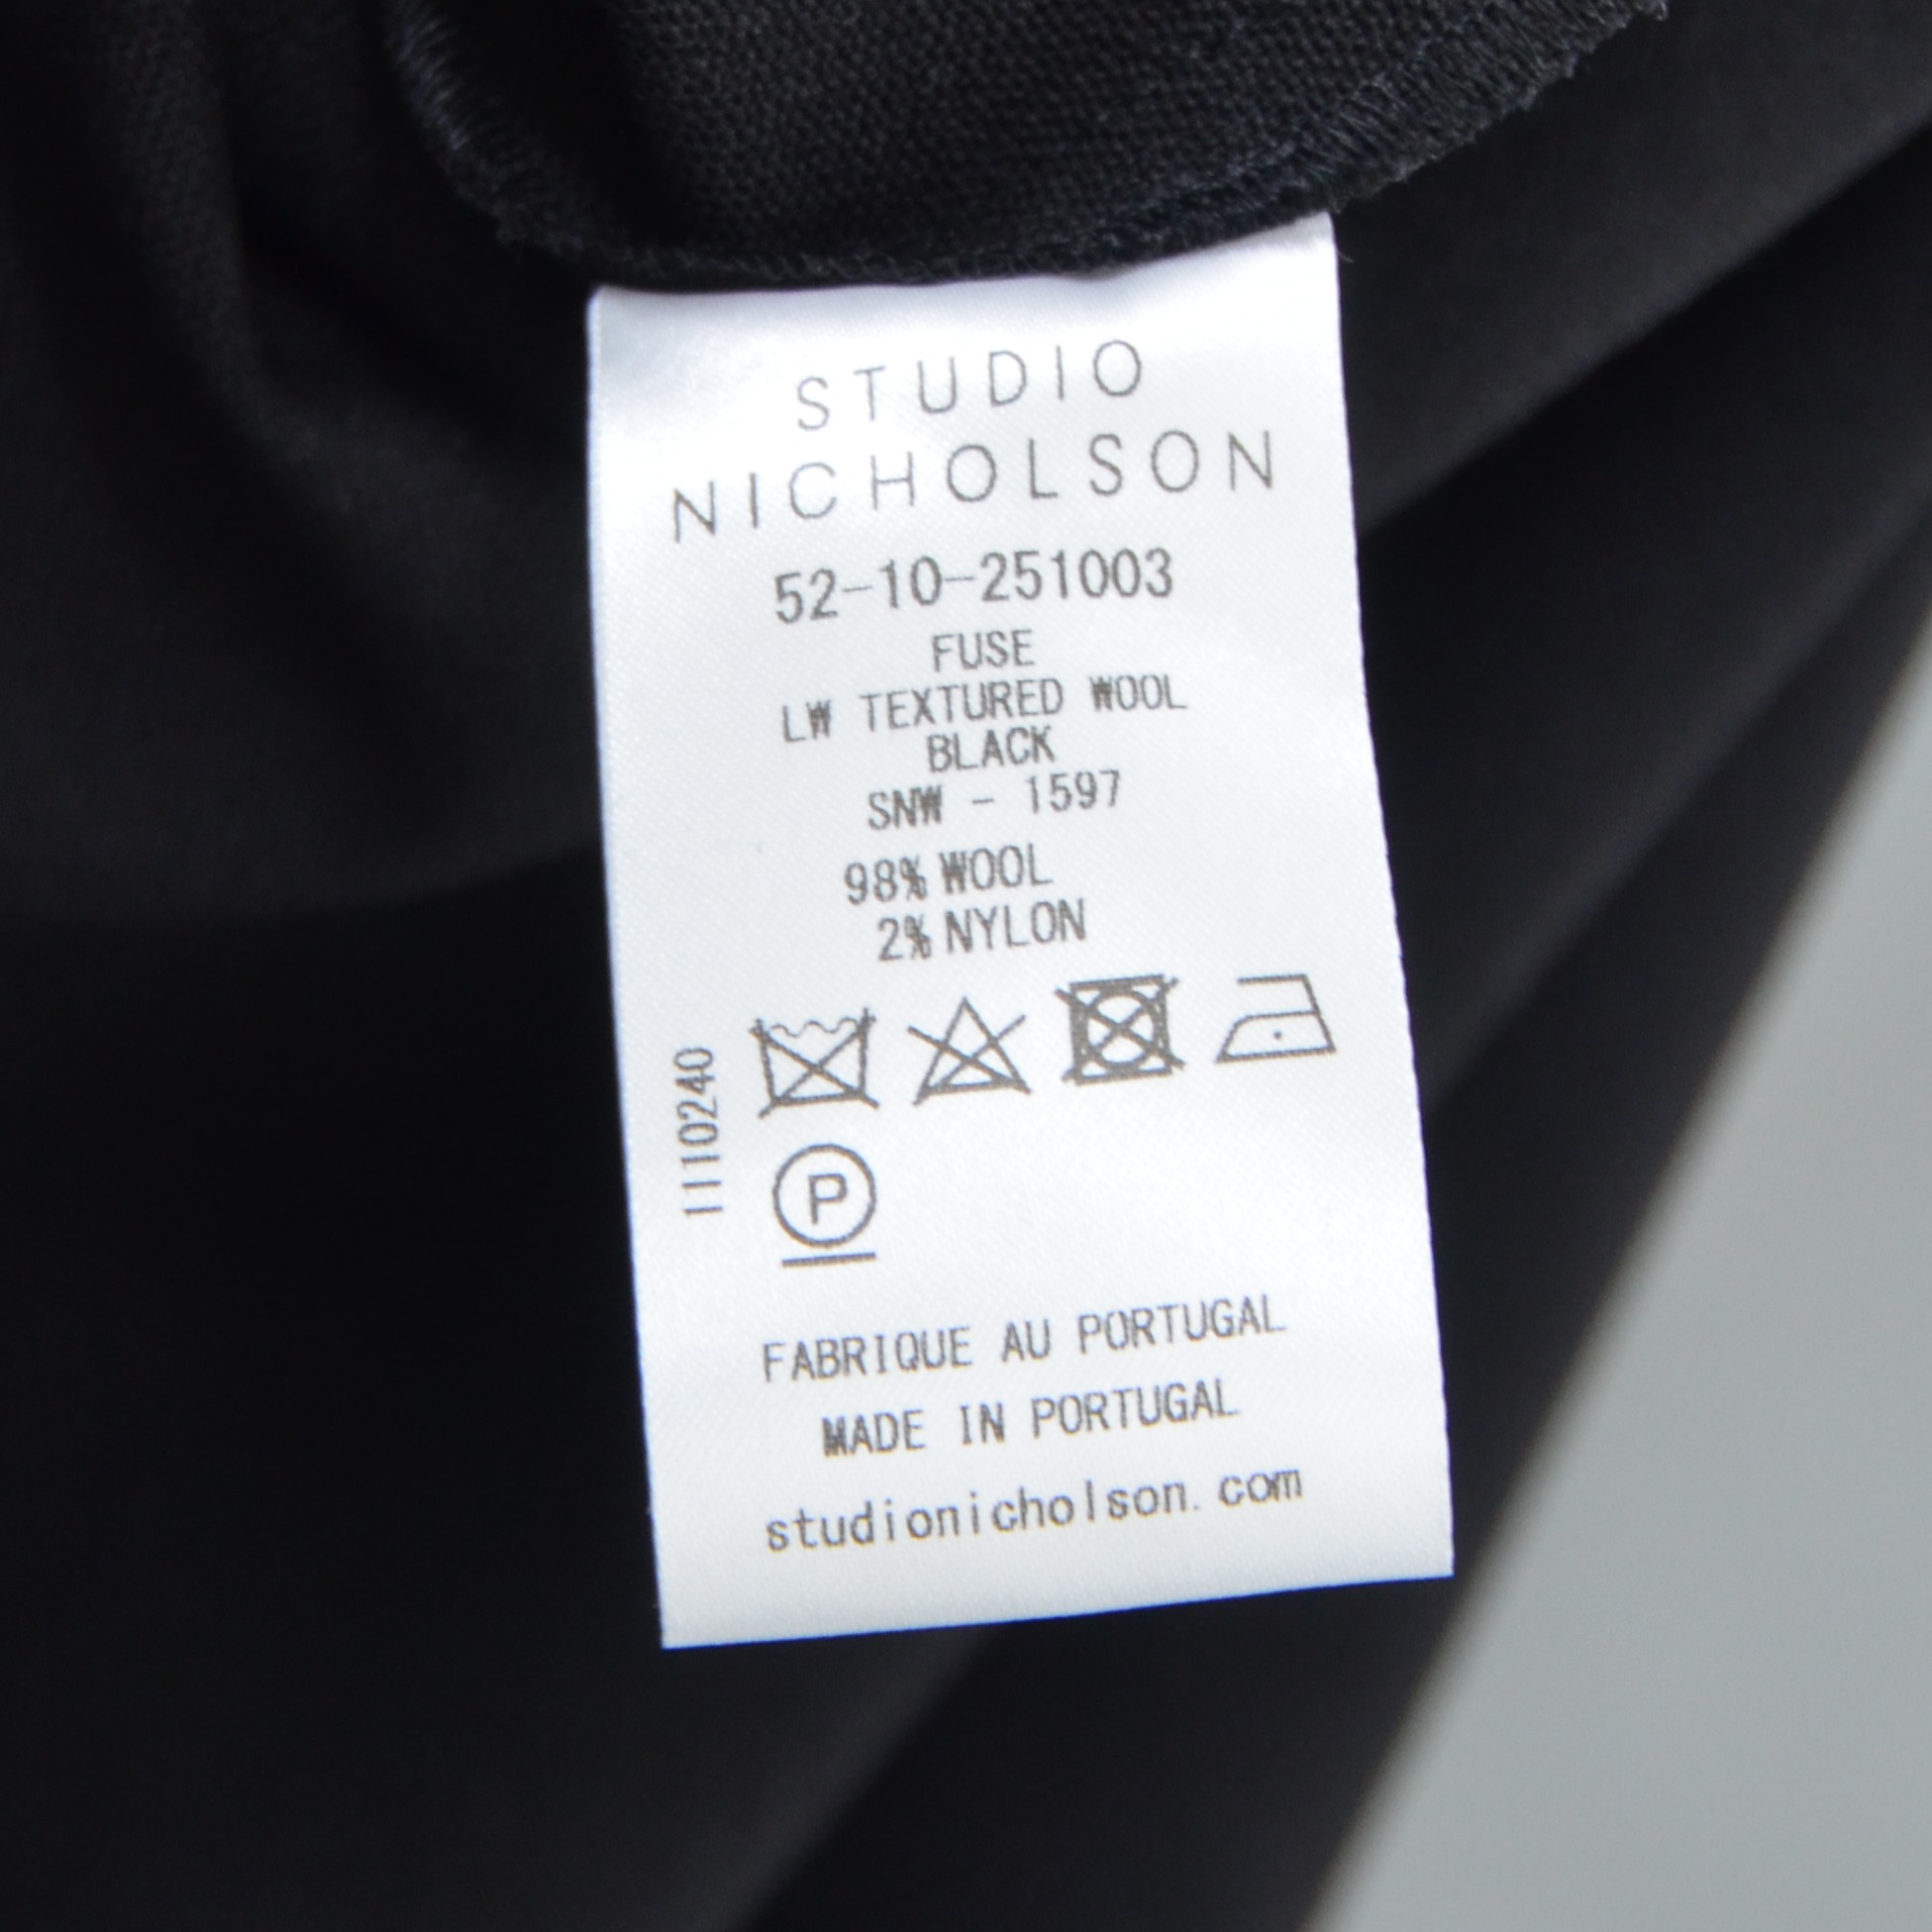 STUDIO
NICHOLSON
52-10-251003
FUSE
LW TEXTURED WOOL
BLACK
SNW - 1597
98% WOOL
2% NYLON
1110240
P
FABRIQUE AU PORTUGAL
MADE IN PORTUGAL
studionicholson.com